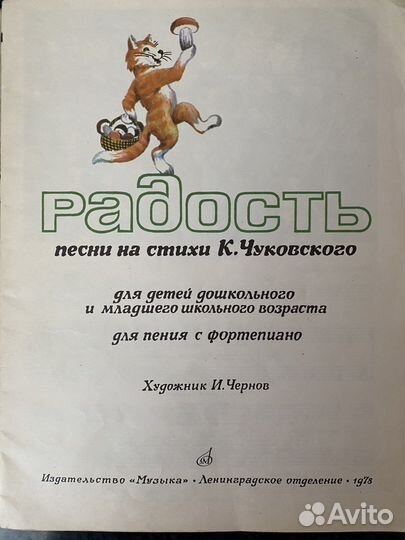 Радость
песни на стихи К. Чуковского
для детей дошкольного
и младшего школьного возраста
для пения с фортепиано
Художник И. Чернов
Издательство «Музыка» • Ленинградское отделение • 1978
Avito